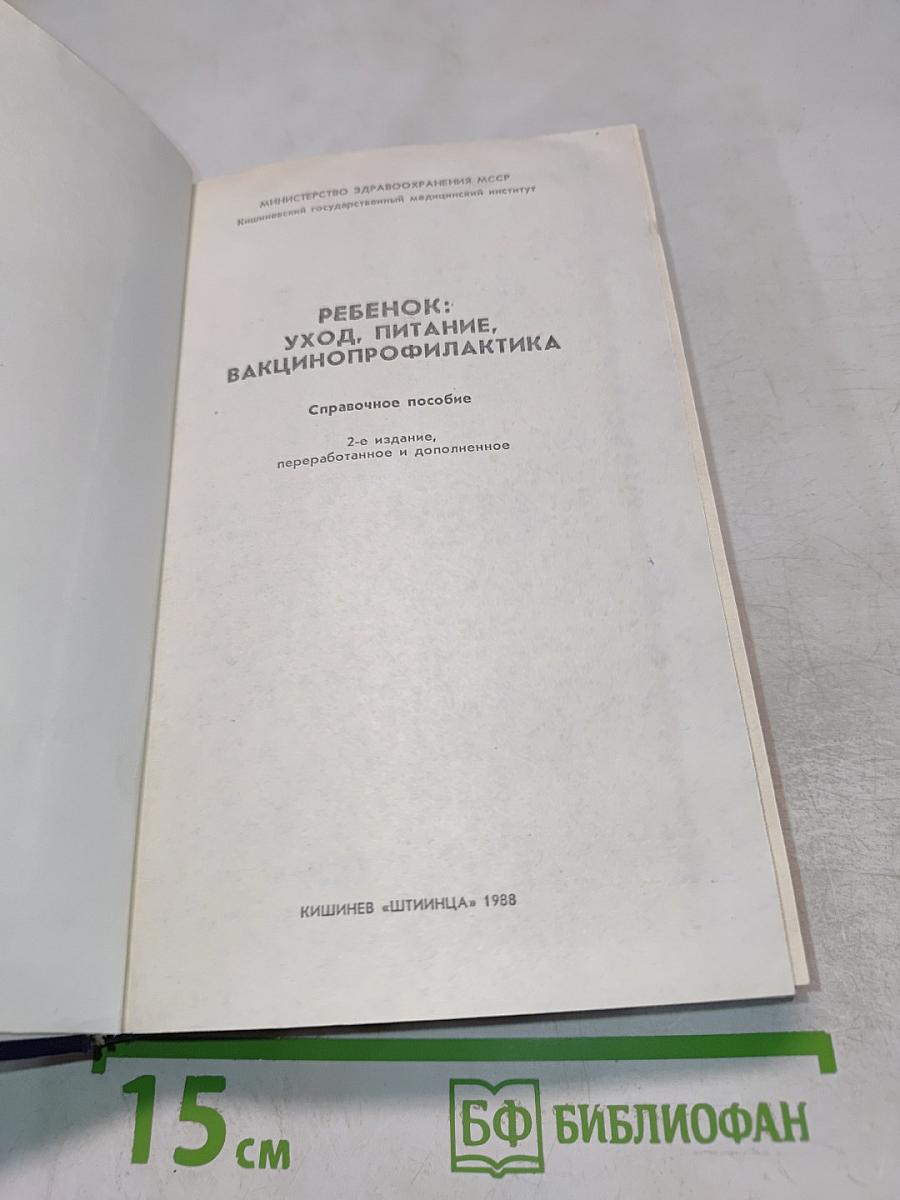 МИНИСТЕРСТВО ЗДРАВООХРАНЕНИЯ МССР
Кишиневский государственный медицинский институт
РЕБЕНОК:
УХОД, ПИТАНИЕ,
ВАКЦИНОПРОФИЛАКТИКА
Справочное пособие
2-е издание,
переработанное и дополненное
КИШИНЕВ «ШТИИНЦА» 1988
15 см
БФ БИБЛИОФАН